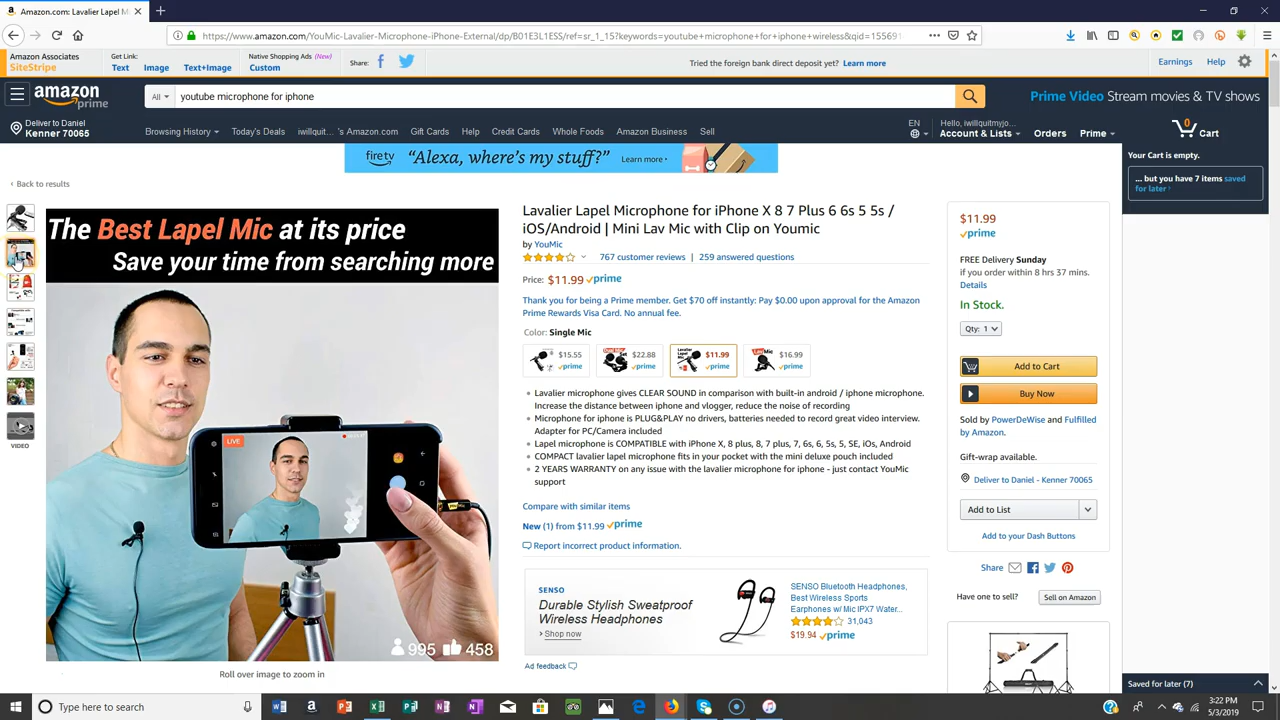 Amazon.com: Lavalier Lapel M
https://www.amazon.com/YouMic-Lavalier-Microphone-iPhone-External/dp/B01E3L1ESS/ref=sr_1_15?keywords=youtube+microphone+for+iphone+wireless&qid=155691
Amazon Associates
SiteStripe
Get Link:
Text Image Text+Image
Native Shopping Ads (New)
Custom
Share:
Tried the foreign bank direct deposit yet? Learn more
Earnings Help
amazon
prime
All
youtube microphone for iphone
Prime Video Stream movies & TV shows
Deliver to Daniel
Kenner 70065
Browsing History Today's Deals iwillquit... 's Amazon.com Gift Cards Help Credit Cards Whole Foods Amazon Business Sell
EN
Hello, iwillquitmyjo...
Account & Lists Orders Prime
0
Cart
fire tv "Alexa, where's my stuff?" Learn more
Your Cart is empty.
... but you have 7 items saved
for later
‹ Back to results
The Best Lapel Mic at its price
Save your time from searching more
LIVE
995 458
VIDEO
Roll over image to zoom in
Lavalier Lapel Microphone for iPhone X 8 7 Plus 6 6s 5 5s /
iOS/Android | Mini Lav Mic with Clip on Youmic
by YouMic
767 customer reviews | 259 answered questions
Price: $11.99 prime
Thank you for being a Prime member. Get $70 off instantly: Pay $0.00 upon approval for the Amazon
Prime Rewards Visa Card. No annual fee.
Color: Single Mic
$15.55 prime
$22.88 prime
$11.99 prime
$16.99 prime
Lavalier microphone gives CLEAR SOUND in comparison with built-in android / iphone microphone.
Increase the distance between iphone and vlogger, reduce the noise of recording
Microphone for iphone is PLUG&PLAY no drivers, batteries needed to record great video interview.
Adapter for PC/Camera included
Lapel microphone is COMPATIBLE with iPhone X, 8 plus, 8, 7 plus, 7, 6s, 6, 5s, 5, SE, iOs, Android
COMPACT lavalier lapel microphone fits in your pocket with the mini deluxe pouch included
2 YEARS WARRANTY on any issue with the lavalier microphone for iphone - just contact YouMic
support
Compare with similar items
New (1) from $11.99 prime
Report incorrect product information.
SENSO
Durable Stylish Sweatproof
Wireless Headphones
› Shop now
SENSO Bluetooth Headphones,
Best Wireless Sports
Earphones w/ Mic IPX7 Water...
31,043
$19.94 prime
Ad feedback
$11.99
prime
FREE Delivery Sunday
if you order within 8 hrs 37 mins.
Details
In Stock.
Qty: 1
Add to Cart
Buy Now
Sold by PowerDeWise and Fulfilled
by Amazon.
Gift-wrap available.
Deliver to Daniel - Kenner 70065
Add to List
Add to your Dash Buttons
Share
Have one to sell? Sell on Amazon
Saved for later (7)
Type here to search
3:22 PM
5/3/2019